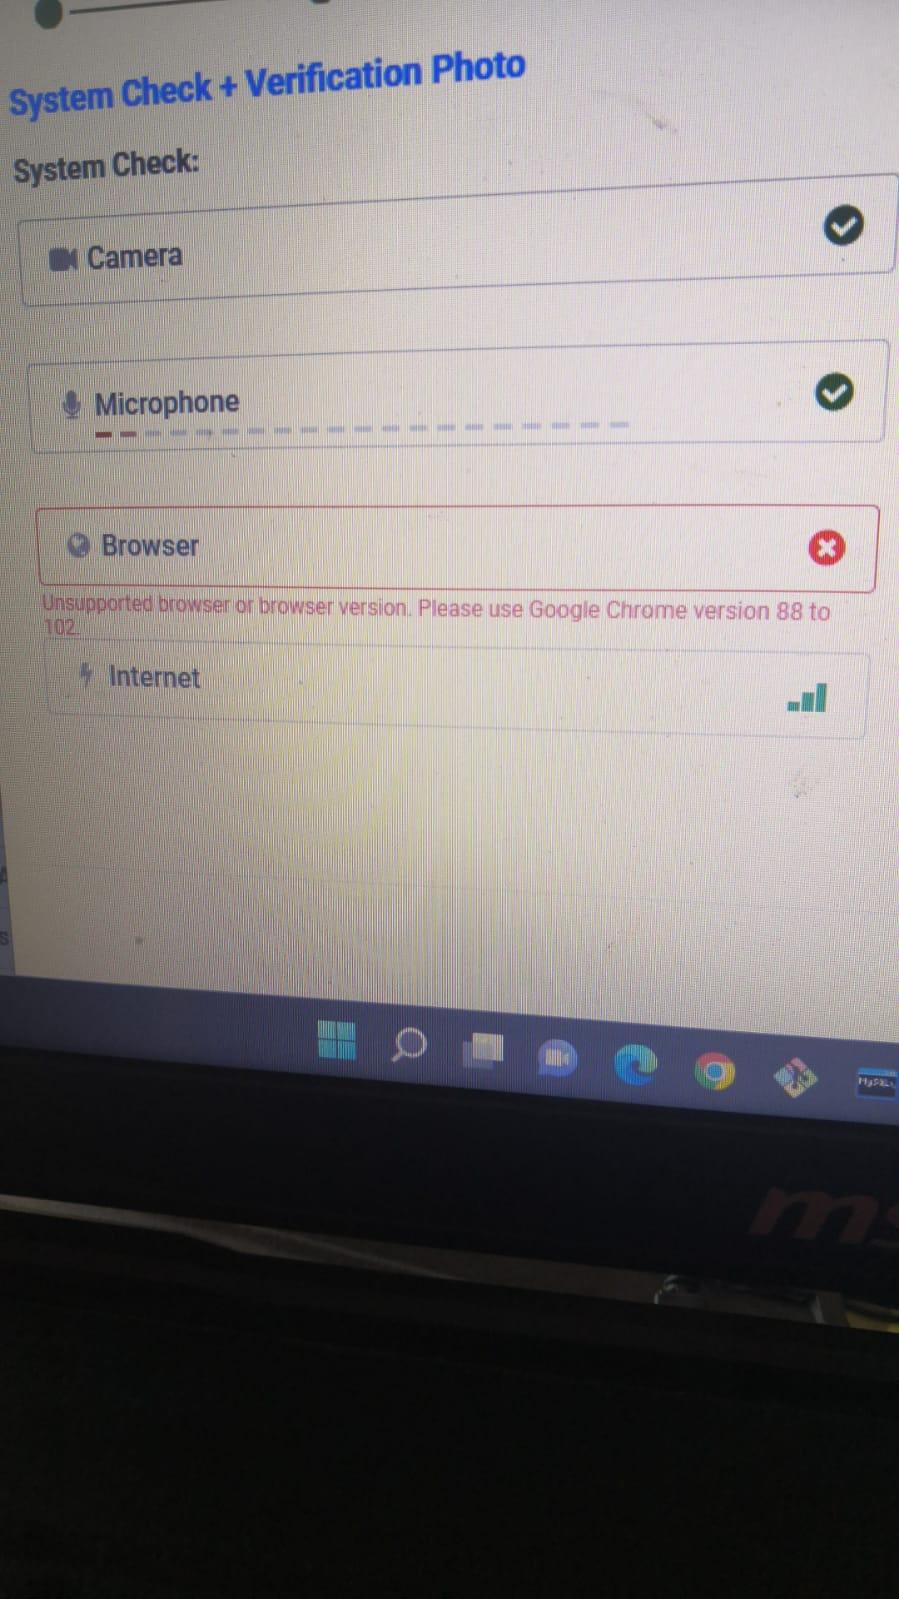 System Check + Verification Photo
System Check:
Camera
Microphone
Browser
Unsupported browser or browser version. Please use Google Chrome version 88 to
102.
Internet
MySQL
ms